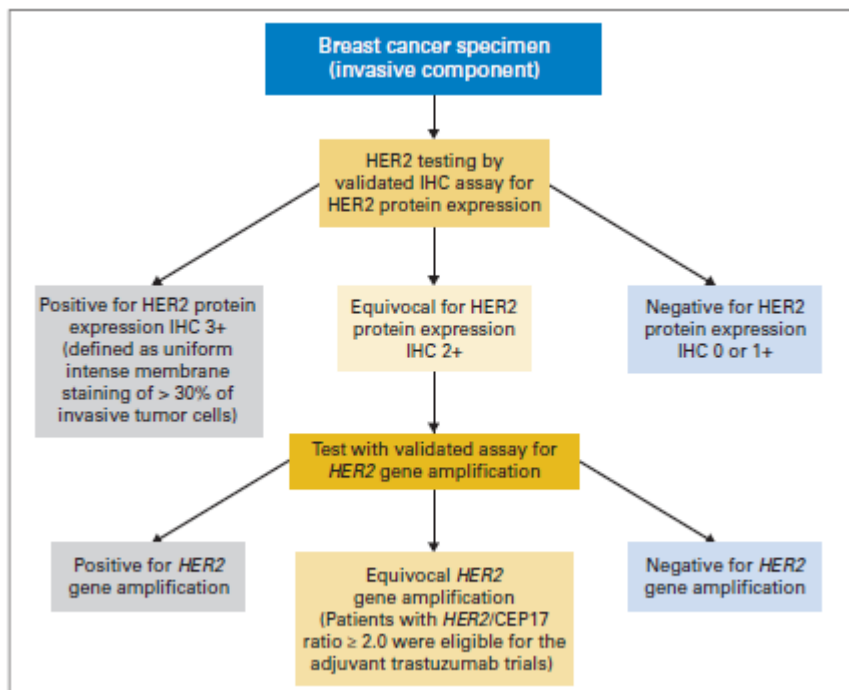 Breast cancer specimen
(invasive component)
HER2 testing by
validated IHC assay for
HER2 protein expression
Positive for HER2 protein
expression IHC 3+
(defined as uniform
intense membrane
staining of > 30% of
invasive tumor cells)
Equivocal for HER2
protein expression
IHC 2+
Negative for HER2
protein expression
IHC 0 or 1+
Test with validated assay for
HER2 gene amplification
Positive for HER2
gene amplification
Equivocal HER2
gene amplification
(Patients with HER2/CEP17
ratio ≥ 2.0 were eligible for the
adjuvant trastuzumab trials)
Negative for HER2
gene amplification